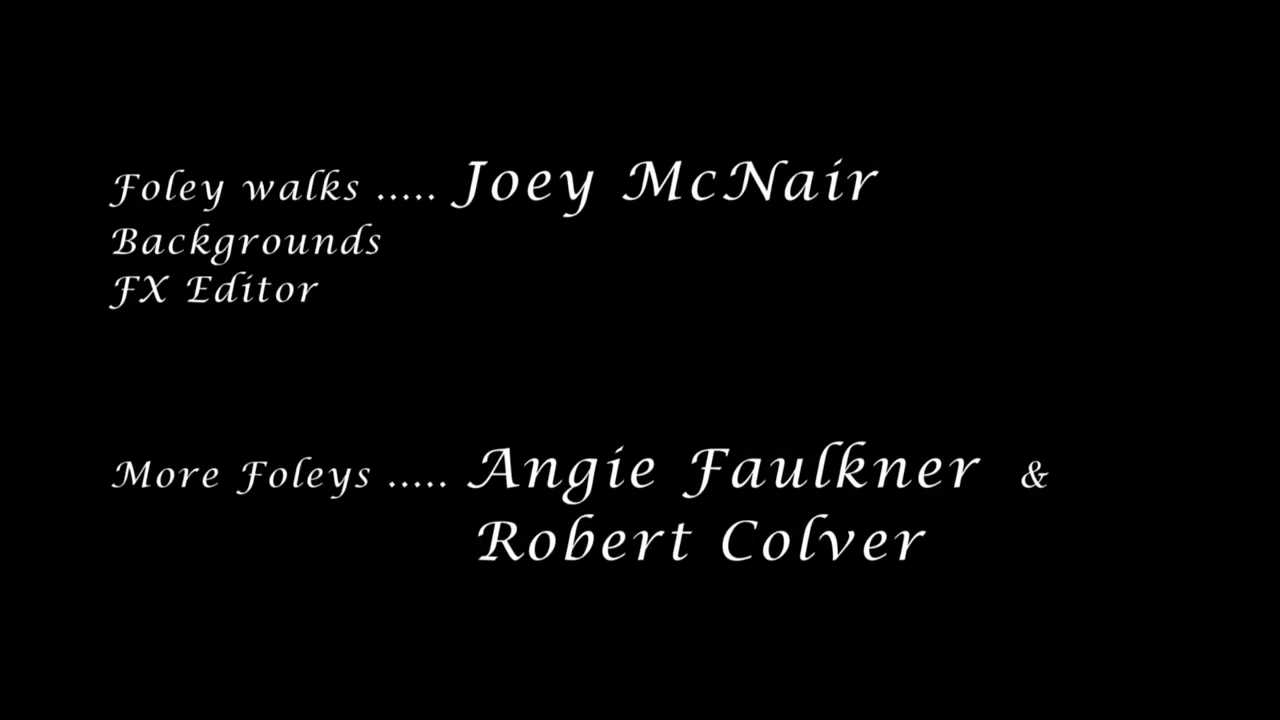 Foley walks ..... Joey McNair
Backgrounds
FX Editor
More Foleys ..... Angie Faulkner &
Robert Colver